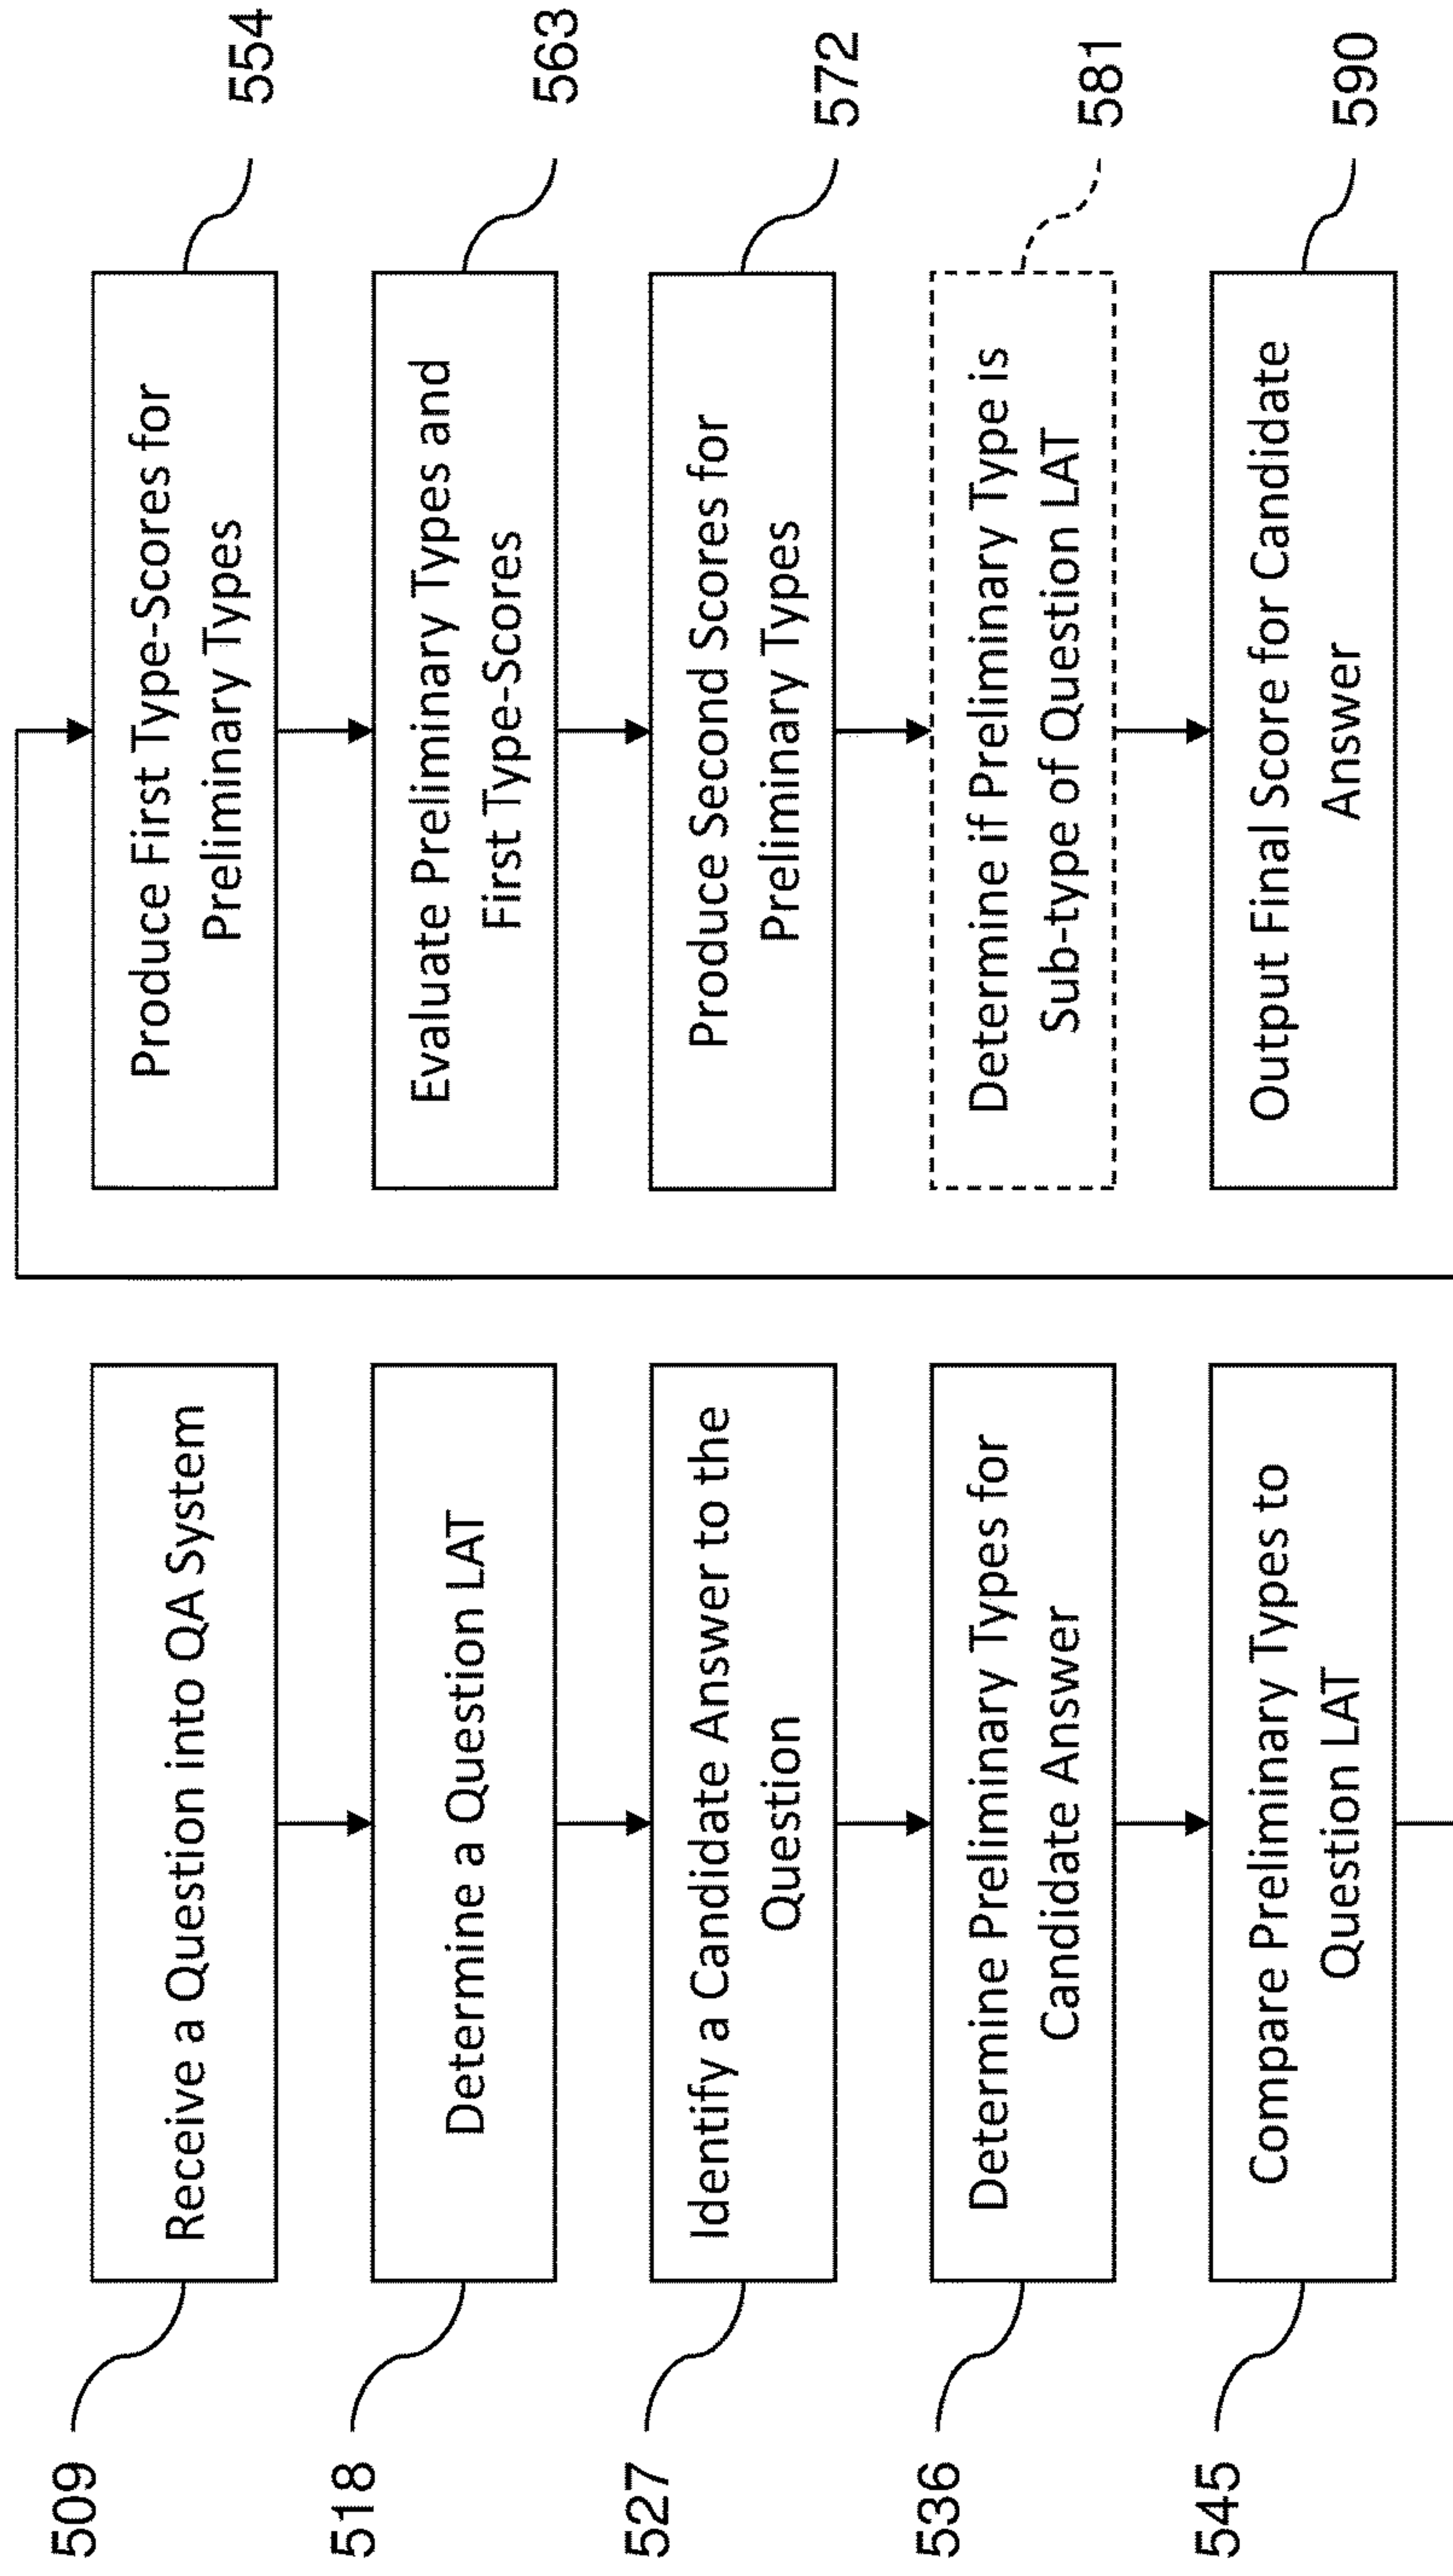 509
Receive a Question into QA System
518
Determine a Question LAT
527
Identify a Candidate Answer to the
Question
536
Determine Preliminary Types for
Candidate Answer
545
Compare Preliminary Types to
Question LAT
Produce First Type-Scores for
Preliminary Types
554
Evaluate Preliminary Types and
First Type-Scores
563
Produce Second Scores for
Preliminary Types
572
Determine if Preliminary Type is
Sub-type of Question LAT
581
Output Final Score for Candidate
Answer
590